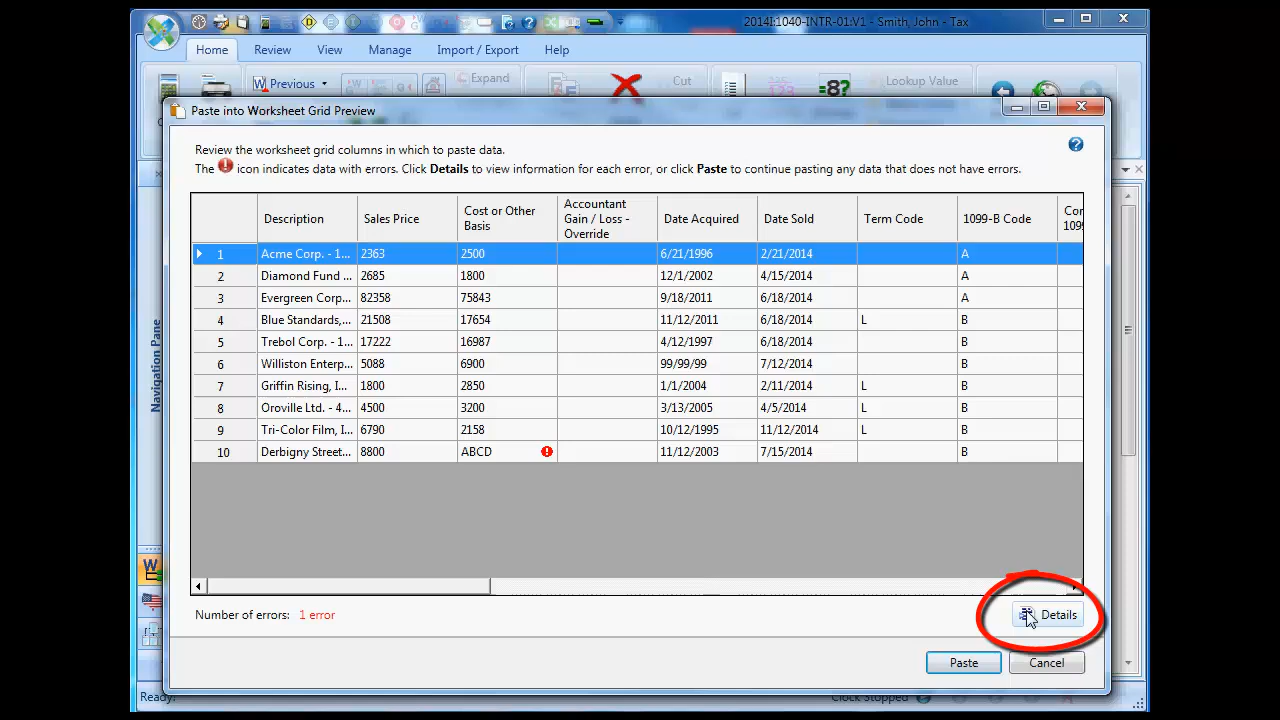 2014I:1040-INTR-01:V1 - Smith, John - Tax
Home Review View Manage Import / Export Help
Previous Expand Cut =8? Lookup Value
Paste into Worksheet Grid Preview
Review the worksheet grid columns in which to paste data.
The icon indicates data with errors. Click Details to view information for each error, or click Paste to continue pasting any data that does not have errors.
Description Sales Price Cost or Other Basis Accountant Gain / Loss - Override Date Acquired Date Sold Term Code 1099-B Code
1 Acme Corp. - 1... 2363 2500 6/21/1996 2/21/2014 A
2 Diamond Fund ... 2685 1800 12/1/2002 4/15/2014 A
3 Evergreen Corp... 82358 75843 9/18/2011 6/18/2014 A
4 Blue Standards,... 21508 17654 11/12/2011 6/18/2014 L B
5 Trebol Corp. - 1... 17222 16987 4/12/1997 6/18/2014 B
6 Williston Enterp... 5088 6900 99/99/99 7/12/2014 B
7 Griffin Rising, I... 1800 2850 1/1/2004 2/11/2014 L B
8 Oroville Ltd. - 4... 4500 3200 3/13/2005 4/5/2014 L B
9 Tri-Color Film, I... 6790 2158 10/12/1995 11/12/2014 L B
10 Derbigny Street... 8800 ABCD 11/12/2003 7/15/2014 B
Navigation Pane
Number of errors: 1 error
Details
Paste Cancel
Ready. Clock Stopped